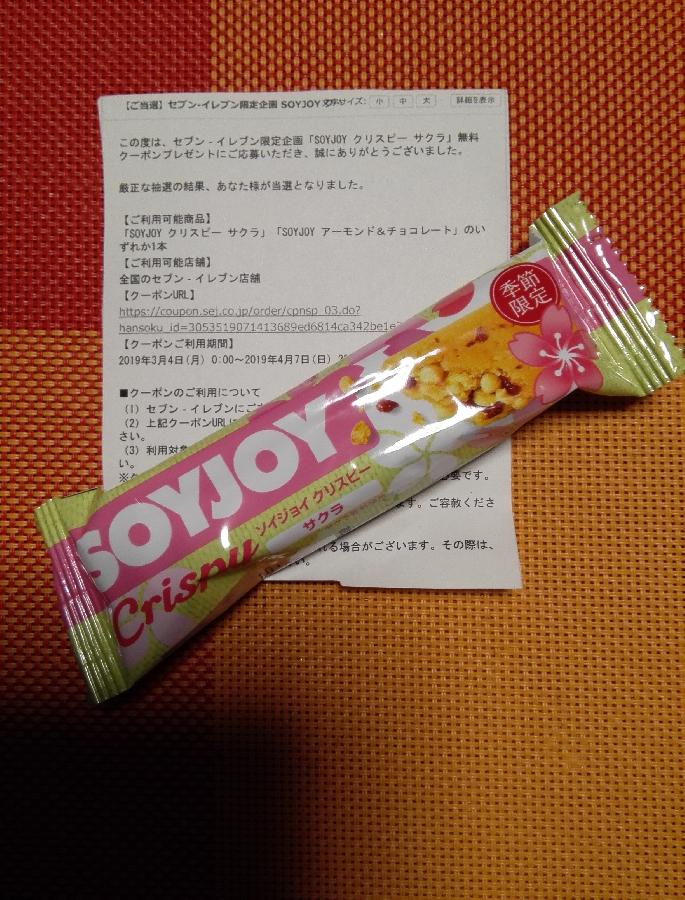 【ご当選】セブン-イレブン限定企画 SOYJOY
字サイズ: 小 中 大 詳細を表示
この度は、セブン‐イレブン限定企画「SOYJOY クリスピー サクラ」無料
クーポンプレゼントにご応募いただき、誠にありがとうございました。
厳正な抽選の結果、あなた様が当選となりました。
【ご利用可能商品】
「SOYJOY クリスピー サクラ」「SOYJOY アーモンド＆チョコレート」のい
ずれか1本
【ご利用可能店舗】
全国のセブン‐イレブン店舗
【クーポンURL】
https://coupon.sej.co.jp/order/cpnsp_03.do?
hansoku_id=3053519071413689ed6814ca342be1e
【クーポンご利用期間】
2019年3月4日(月) 0:00～2019年4月7日(日)
■クーポンのご利用について
(1) セブン‐イレブンにご
(2) 上記クーポンURL
さい。
(3) 利用対象
い。
必要です。
ます。ご容赦くださ
れる場合がございます。その際は、
季節
限定
SOYJOY
ソイジョイ クリスピー
サクラ
Crispy